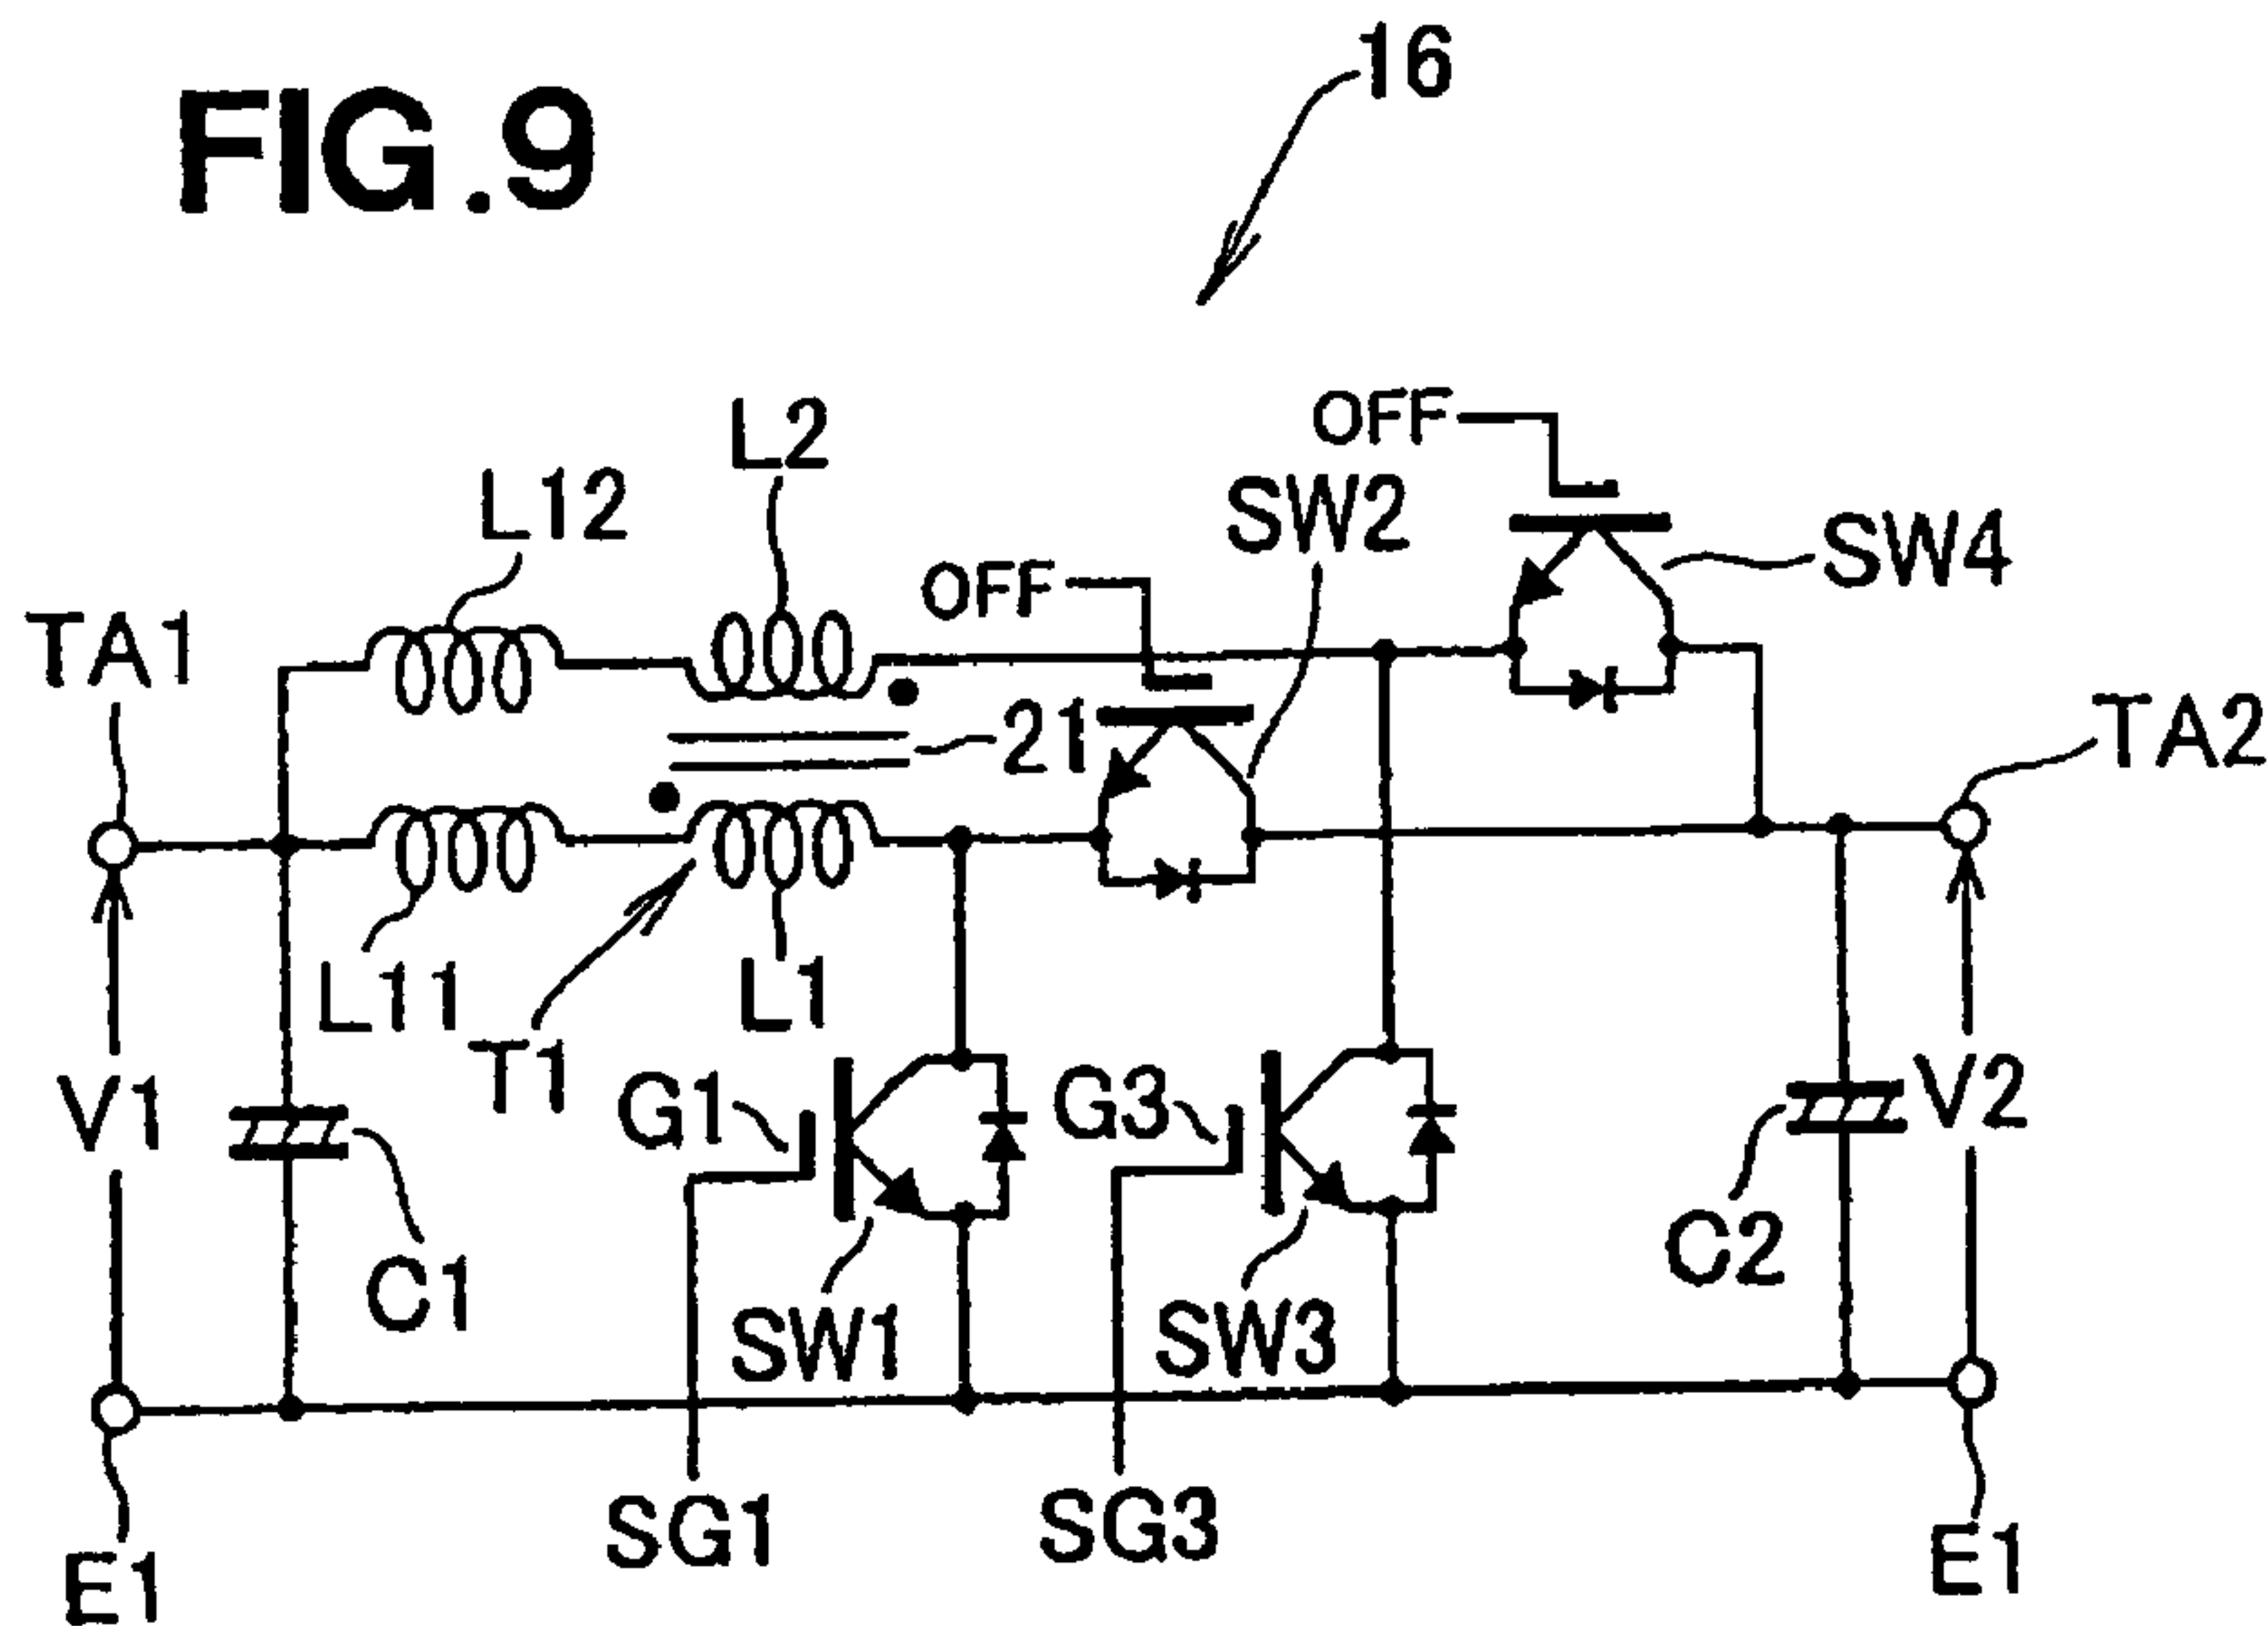 FIG.9
16
L2
OFF
L12
SW2
SW4
OFF
TA1
21
TA2
L11
L1
T1
V1
G1
G3
V2
C1
C2
SW1
SW3
SG1
SG3
E1
E1